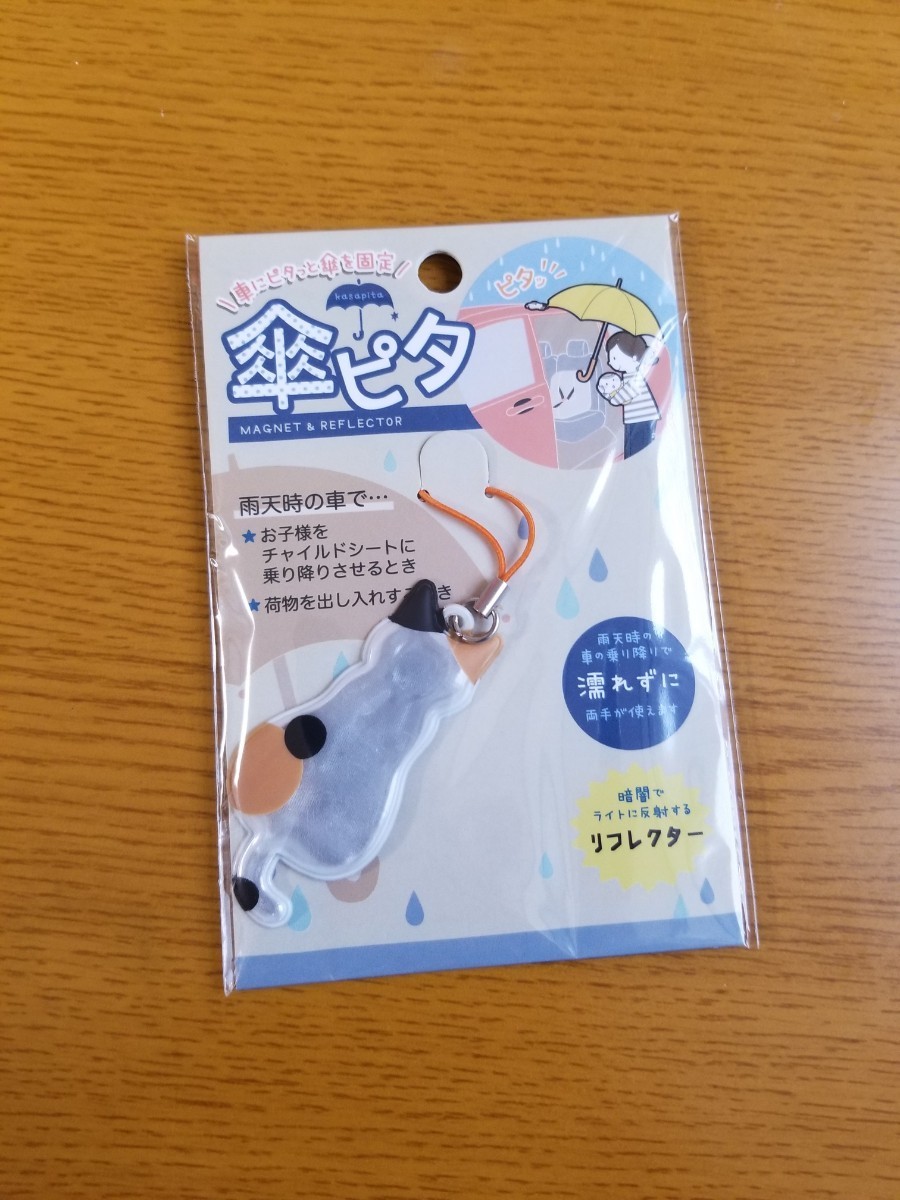 車にピタっと傘を固定
kasapita
傘ピタ
MAGNET & REFLECTOR
ピタッ!!
雨天時の車で…
★お子様を
チャイルドシートに
乗り降りさせるとき
★荷物を出し入れす
き
雨天時の
車の乗り降りで
濡れずに
両手が使えます
暗闇で
ライトに反射する
リフレクター